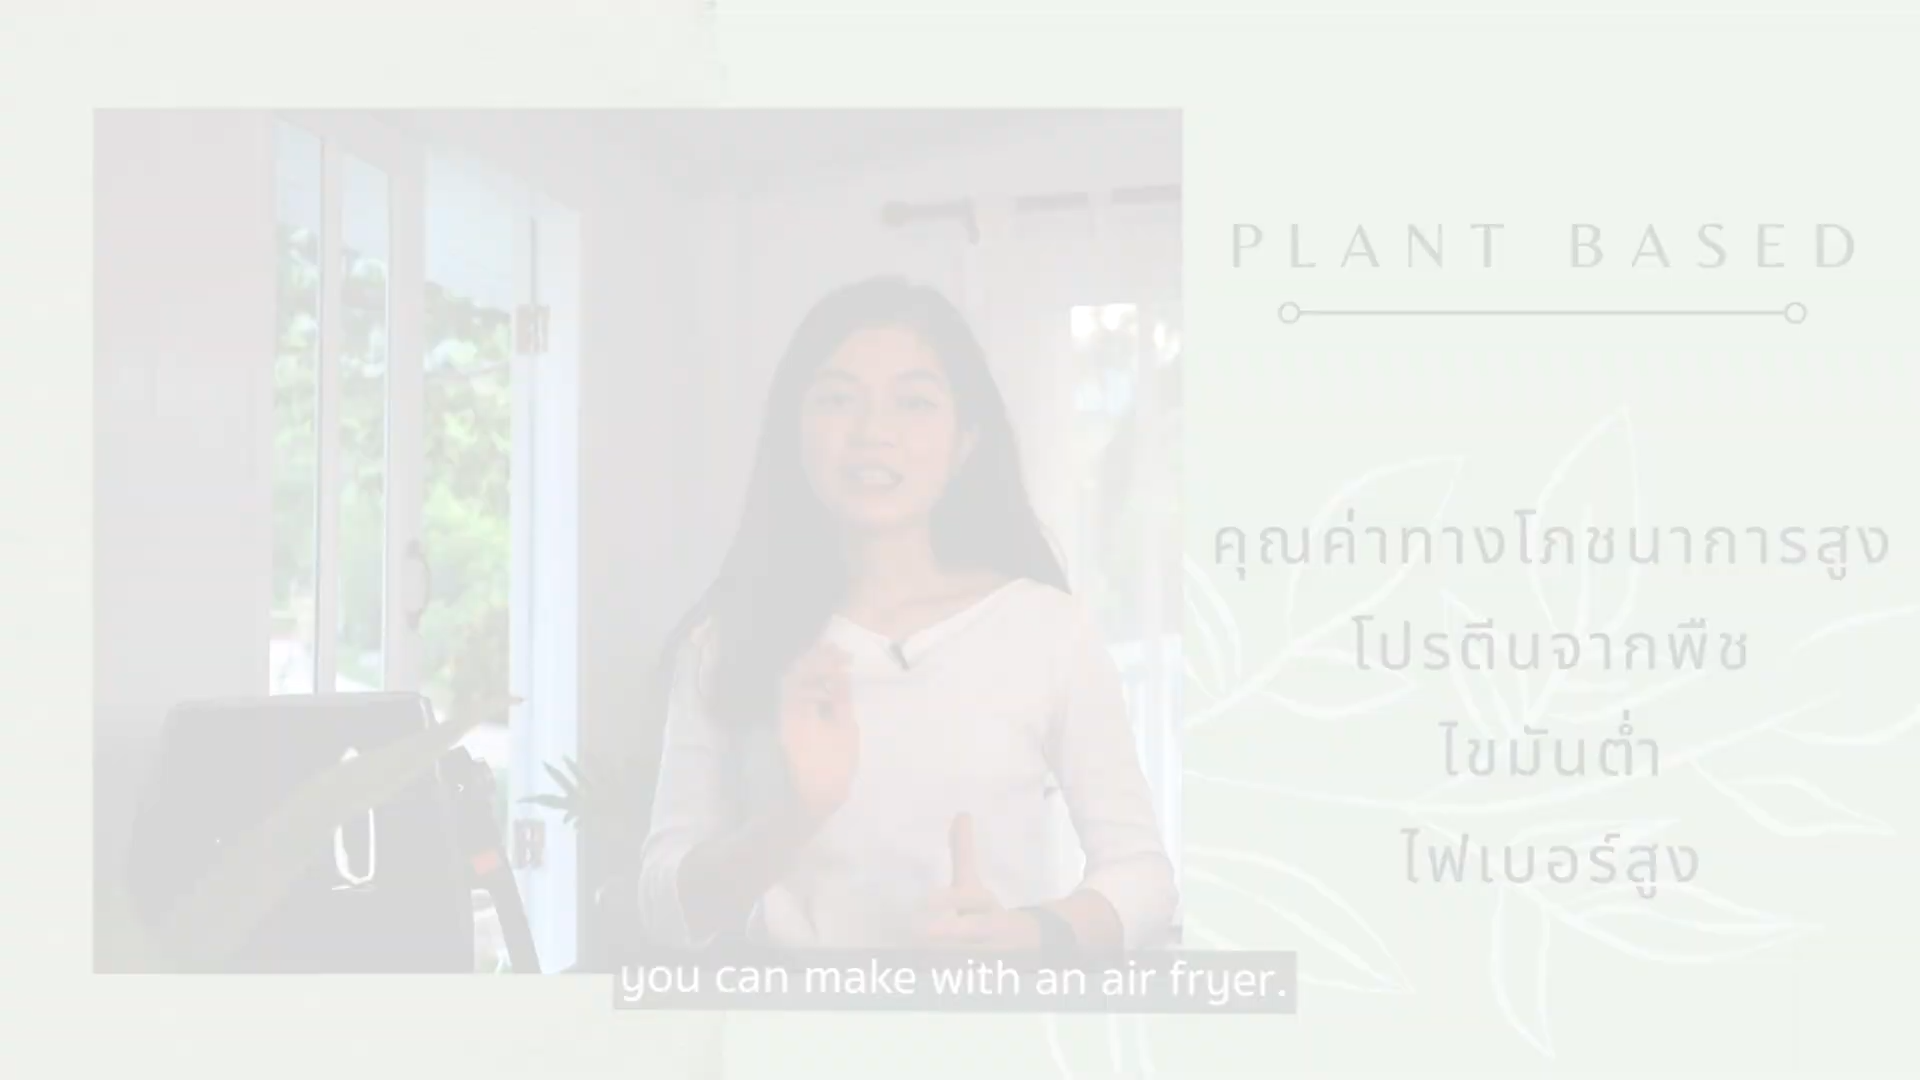 PLANT BASED
คุณค่าทางโภชนาการสูง
โปรตีนจากพืช
ไขมันต่ำ
ไฟเบอร์สูง
you can make with an air fryer.